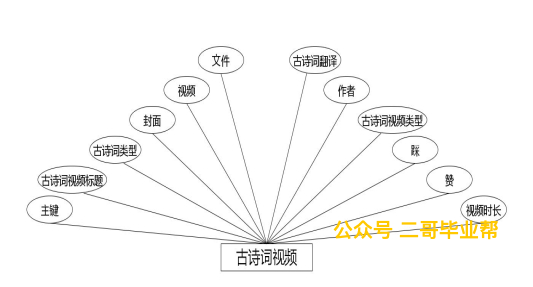 文件
古诗词翻译
视频
作者
封面
古诗词视频类型
古诗词类型
踩
古诗词视频标题
赞
主键
视频时长
公众号 二哥毕业帮
古诗词视频